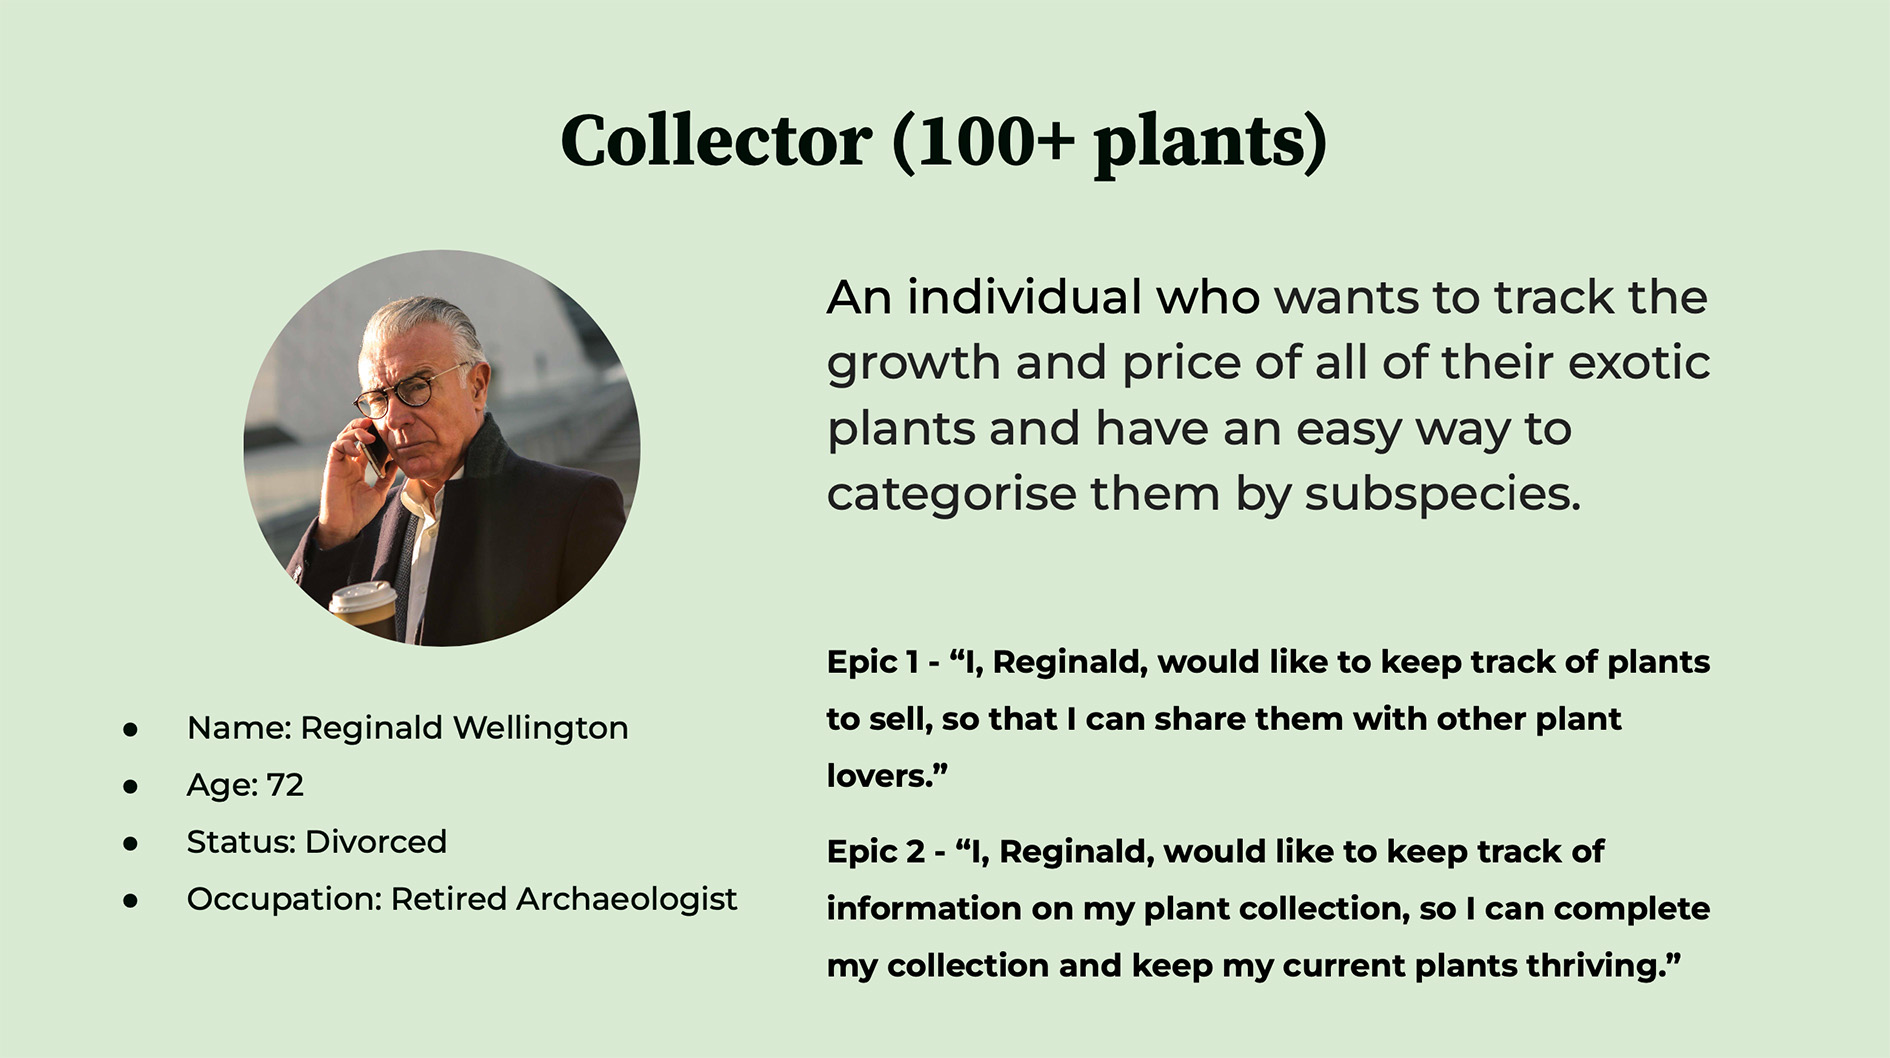 Collector (100+ plants)
An individual who wants to track the
growth and price of all of their exotic
plants and have an easy way to
categorise them by subspecies.
● Name: Reginald Wellington
● Age: 72
● Status: Divorced
● Occupation: Retired Archaeologist
Epic 1 - “I, Reginald, would like to keep track of plants
to sell, so that I can share them with other plant
lovers.”
Epic 2 - “I, Reginald, would like to keep track of
information on my plant collection, so I can complete
my collection and keep my current plants thriving.”